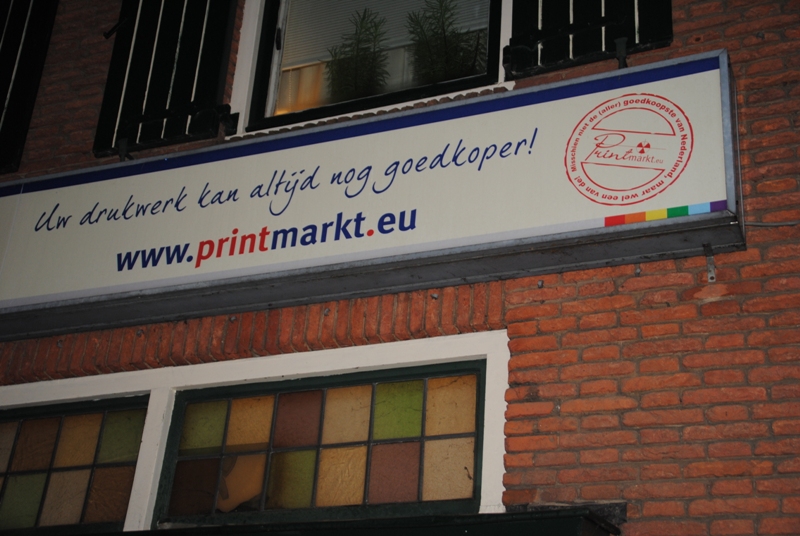 Uw drukwerk kan altijd nog goedkoper!
www.printmarkt.eu
Misschien niet de (aller) goedkoopste van Nederland, maar wel een van de!
Printmarkt.eu